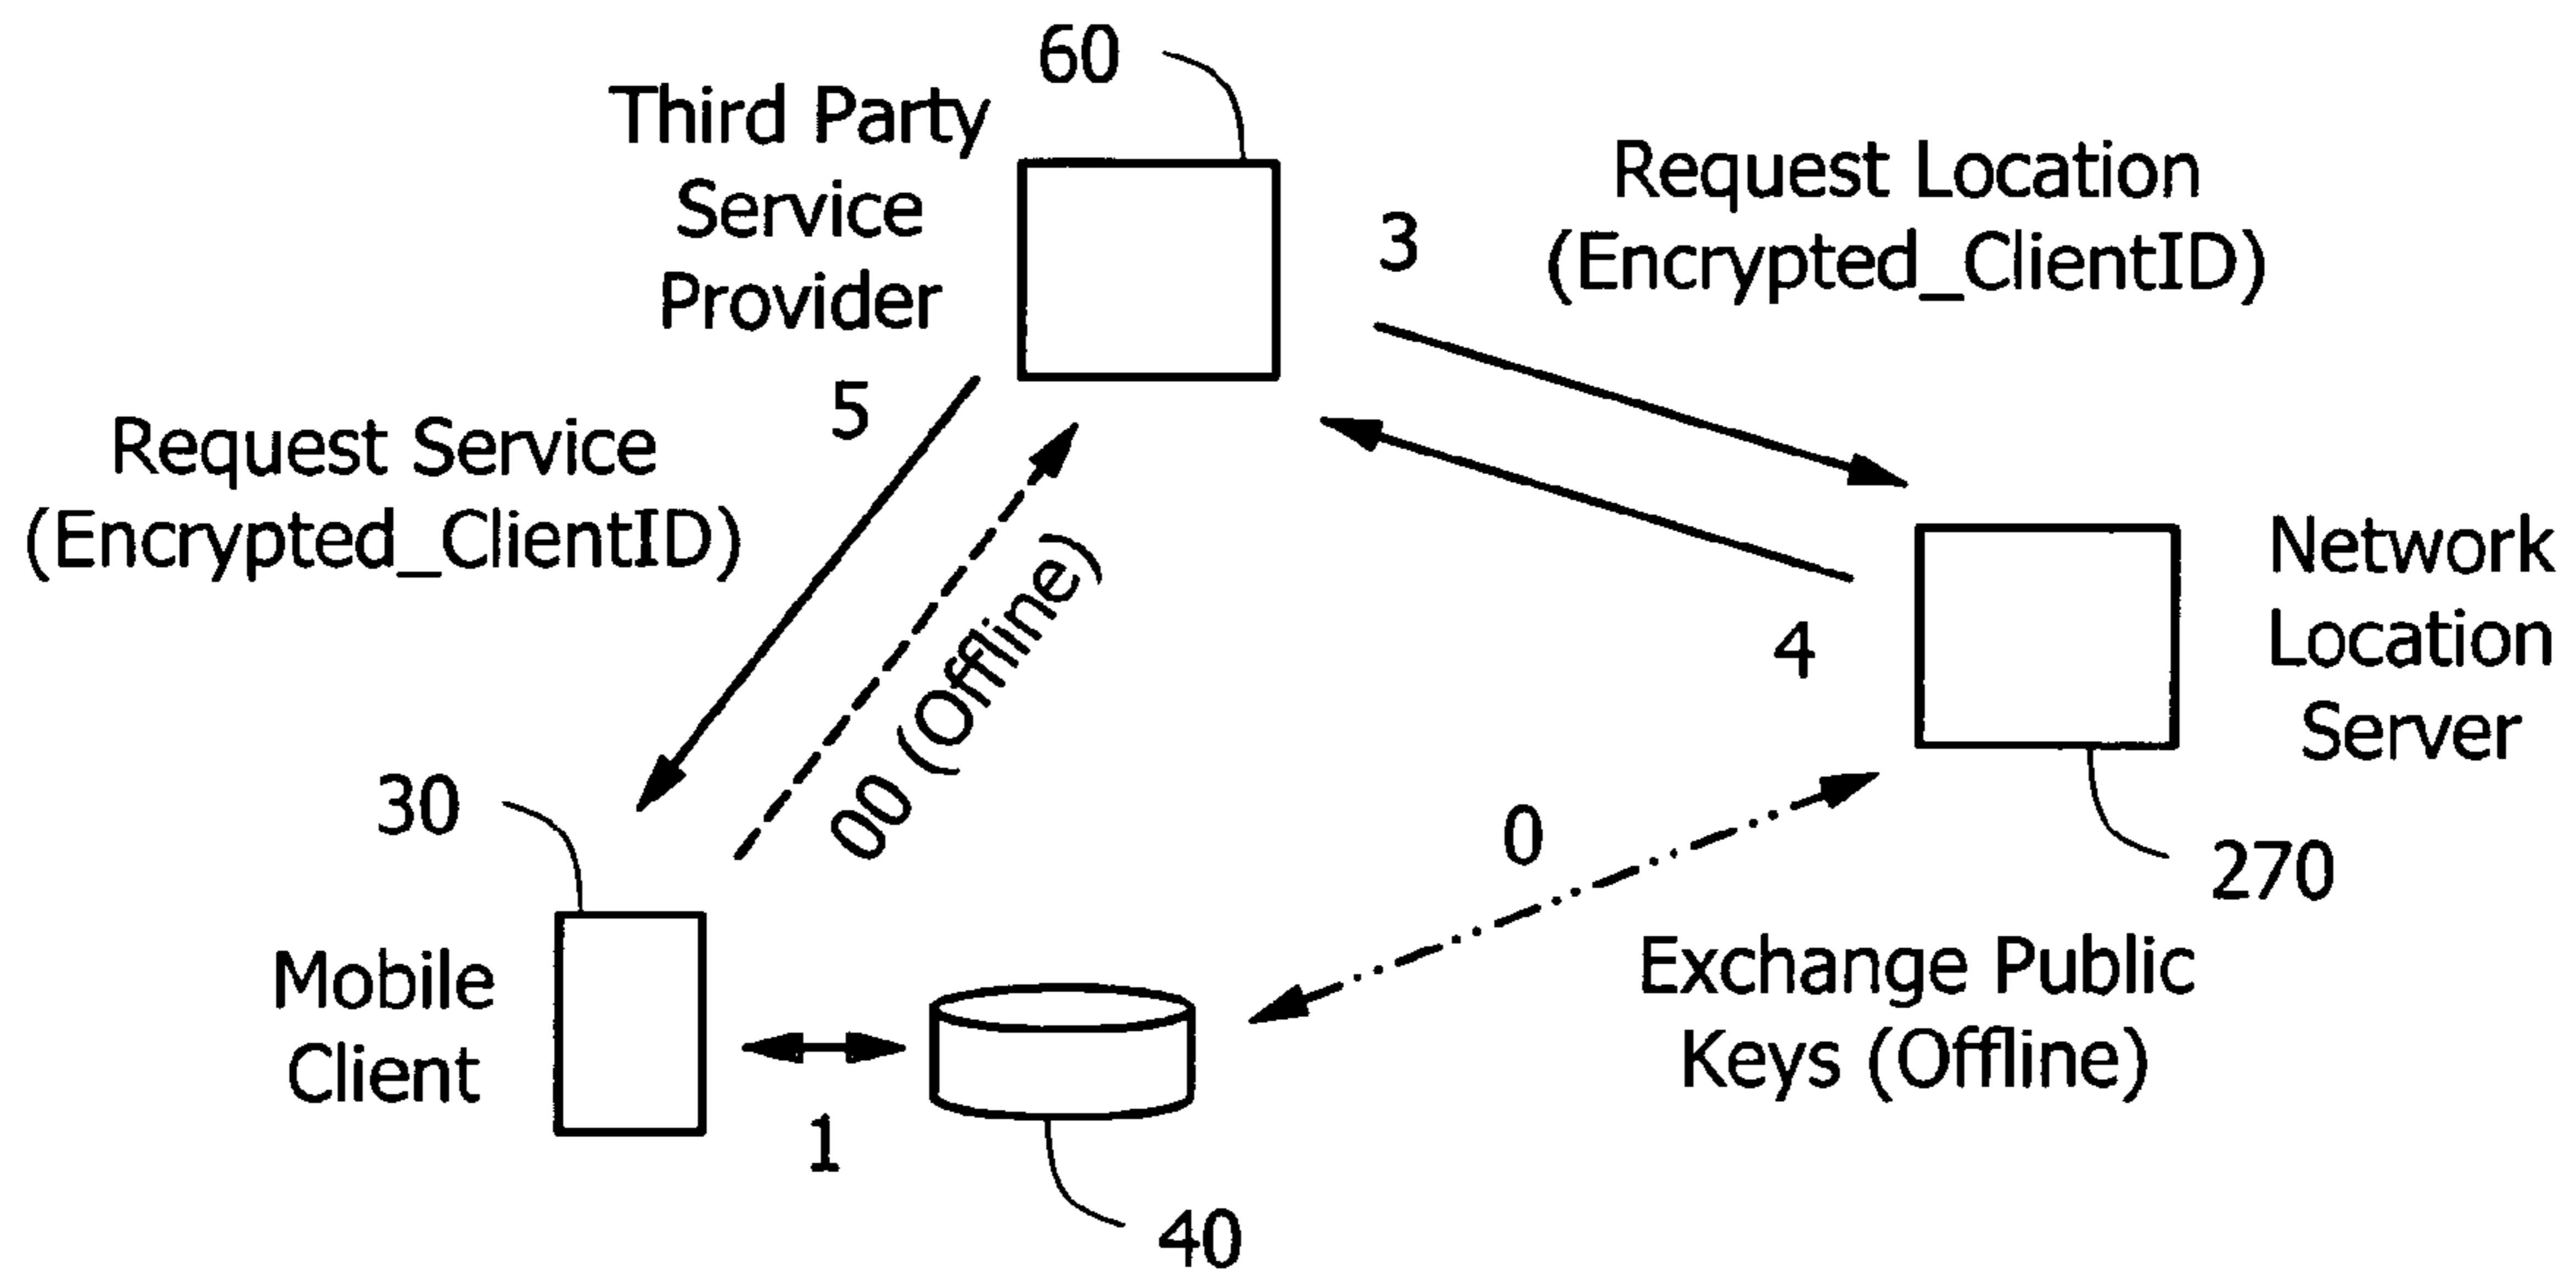 60
Third Party
Service
Provider
3
Request Location
(Encrypted_ClientID)
5
Request Service
(Encrypted_ClientID)
00 (Offline)
4
Network
Location
Server
270
30
Mobile
Client
1
40
0
Exchange Public
Keys (Offline)